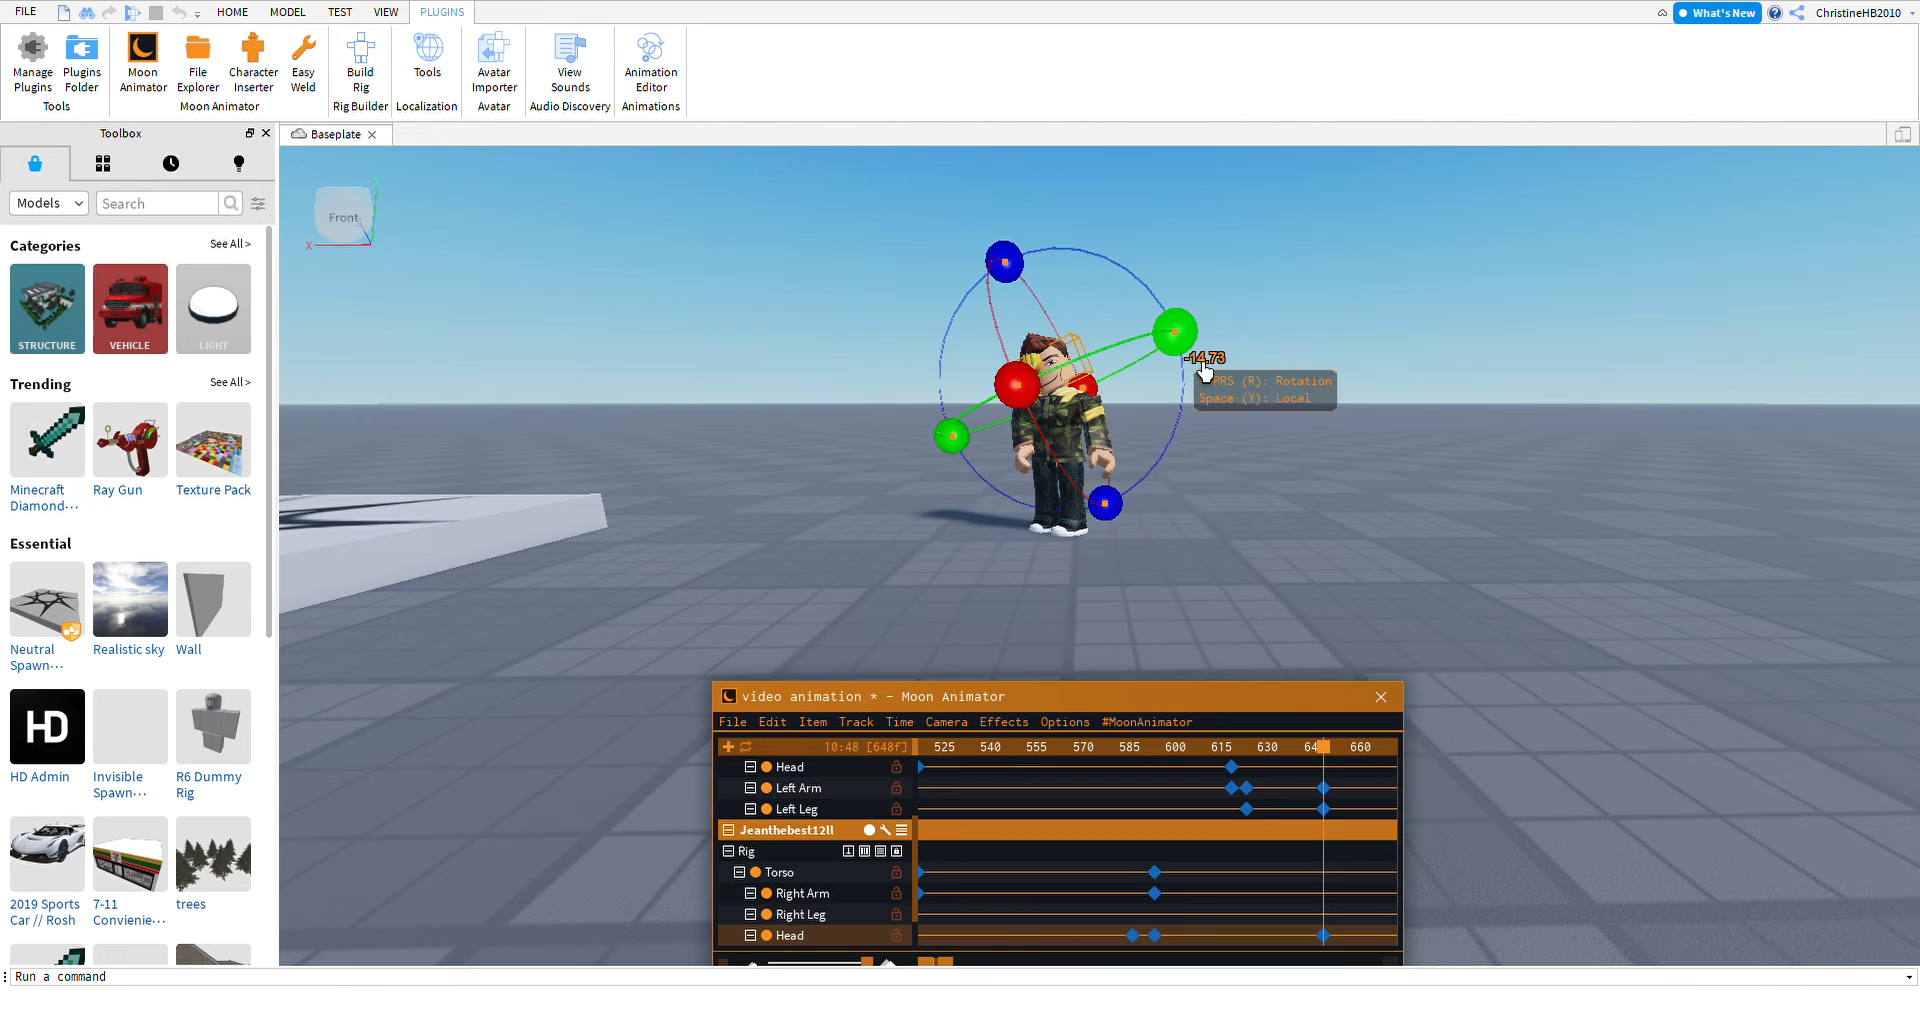 FILE HOME MODEL TEST VIEW PLUGINS What's New ChristineHB2010
Manage Plugins
Plugins Folder
Moon Animator
File Explorer
Character Inserter
Easy Weld
Build Rig
Tools
Avatar Importer
View Sounds
Animation Editor
Tools Moon Animator Rig Builder Localization Avatar Audio Discovery Animations
Toolbox
Baseplate
Models Search
Categories See All >
STRUCTURE VEHICLE LIGHT
Trending See All >
Minecraft Diamond···
Ray Gun
Texture Pack
Essential
Neutral Spawn···
Realistic sky
Wall
HD
HD Admin
Invisible Spawn···
R6 Dummy Rig
2019 Sports Car // Rosh
7-11 Convienie···
trees
Front
X
Y
-14.73
PRS (R): Rotation
Space (Y): Local
video animation * - Moon Animator
File Edit Item Track Time Camera Effects Options #MoonAnimator
10:48 [648f] 525 540 555 570 585 600 615 630 660
Head
Left Arm
Left Leg
Jeanthebest12ll
Rig
Torso
Right Arm
Right Leg
Head
Run a command